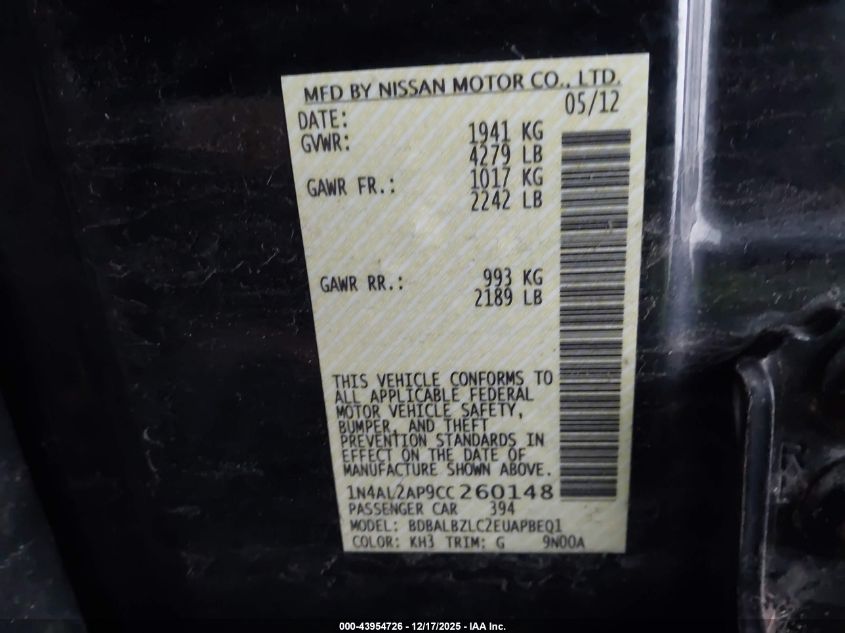 MFD BY NISSAN MOTOR CO., LTD.
DATE: 05/12
GVWR: 1941 KG
4279 LB
GAWR FR.: 1017 KG
2242 LB
GAWR RR.: 993 KG
2189 LB
THIS VEHICLE CONFORMS TO
ALL APPLICABLE FEDERAL
MOTOR VEHICLE SAFETY,
BUMPER, AND THEFT
PREVENTION STANDARDS IN
EFFECT ON THE DATE OF
MANUFACTURE SHOWN ABOVE.
1N4AL2AP9CC260148
PASSENGER CAR 394
MODEL: BDBALBZLC2EUAPBEQ1
COLOR: KH3 TRIM: G 9N00A
000-43954726 - 12/17/2025 - IAA Inc.